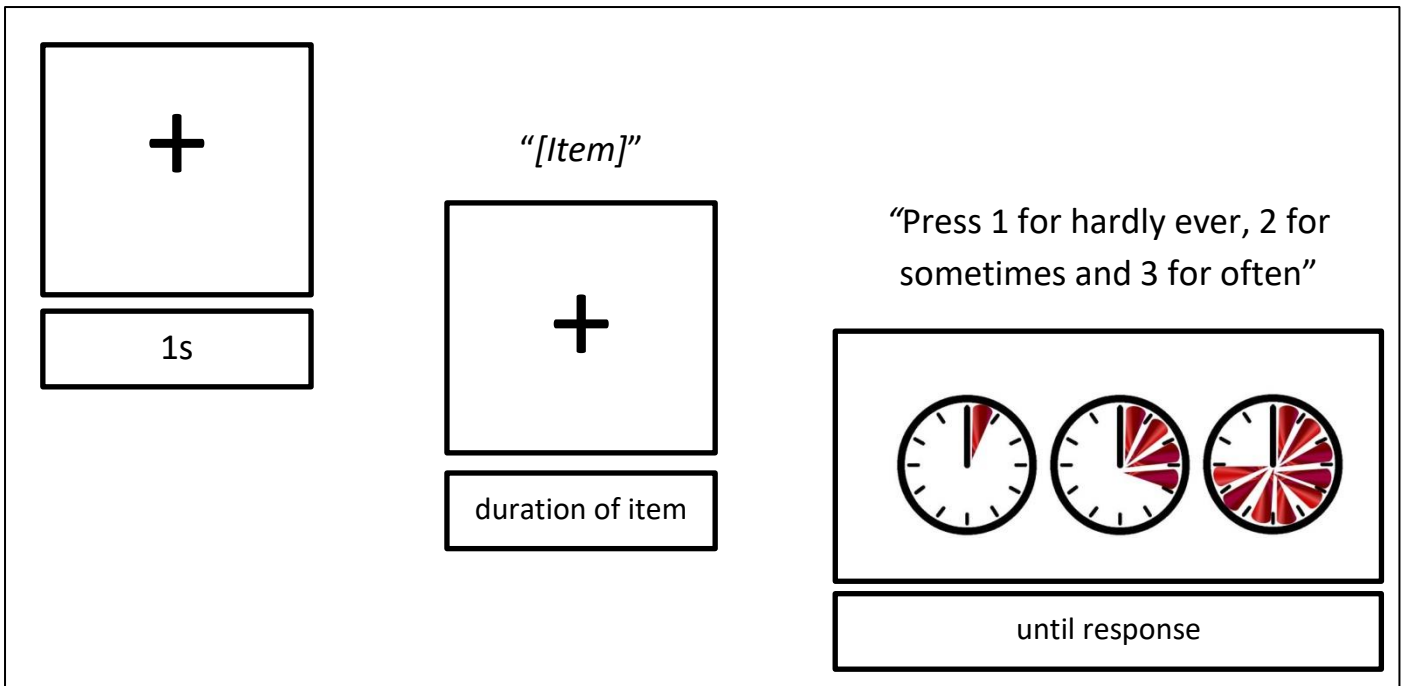 1s
“[Item]”
duration of item
“Press 1 for hardly ever, 2 for
sometimes and 3 for often”
until response